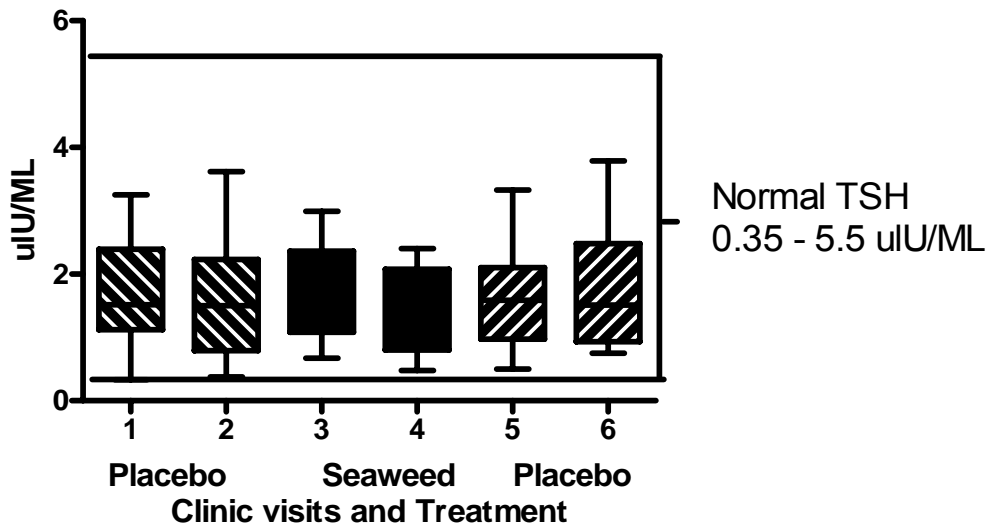 6
4
2
0
uIU/ML
Normal TSH
0.35 - 5.5 uIU/ML
1 2 3 4 5 6
Placebo Seaweed Placebo
Clinic visits and Treatment